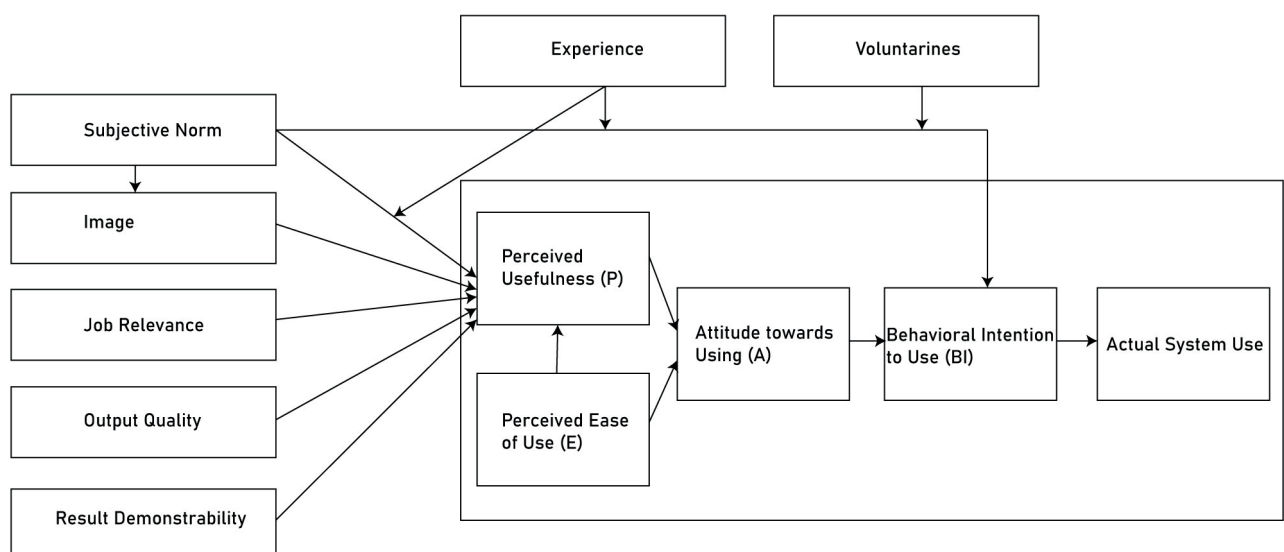 Experience
Voluntarines
Subjective Norm
Image
Job Relevance
Output Quality
Result Demonstrability
Perceived
Usefulness (P)
Perceived Ease
of Use (E)
Attitude towards
Using (A)
Behavioral Intention
to Use (BI)
Actual System Use